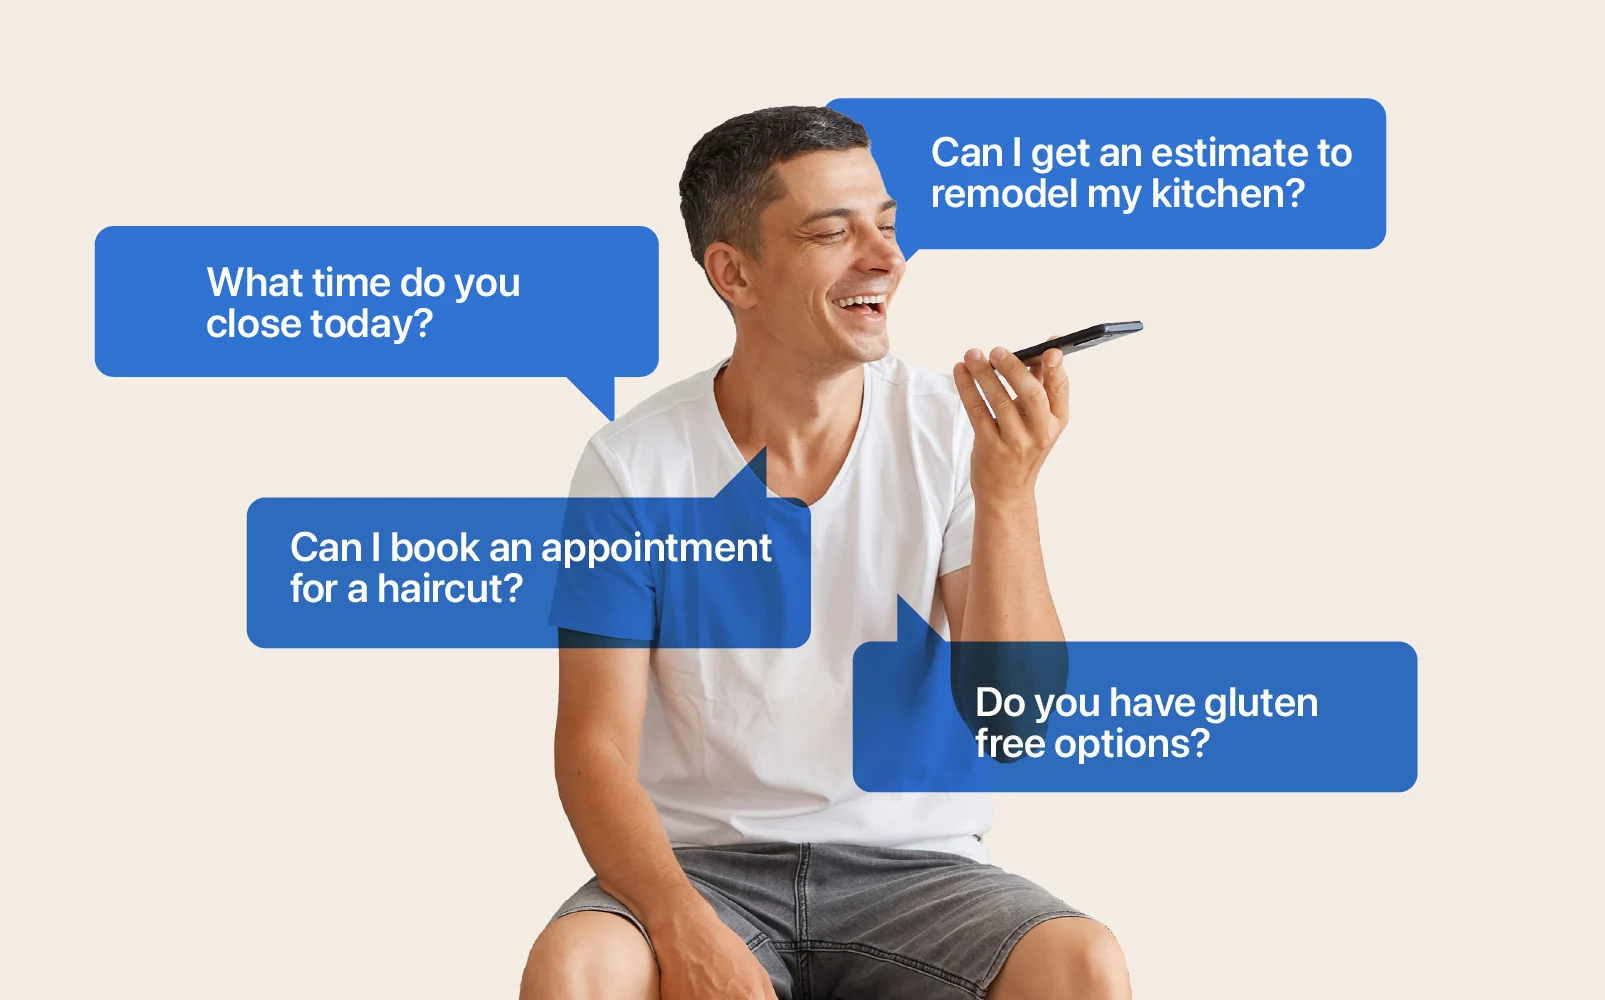 Can I get an estimate to
remodel my kitchen?
What time do you
close today?
Can I book an appointment
for a haircut?
Do you have gluten
free options?